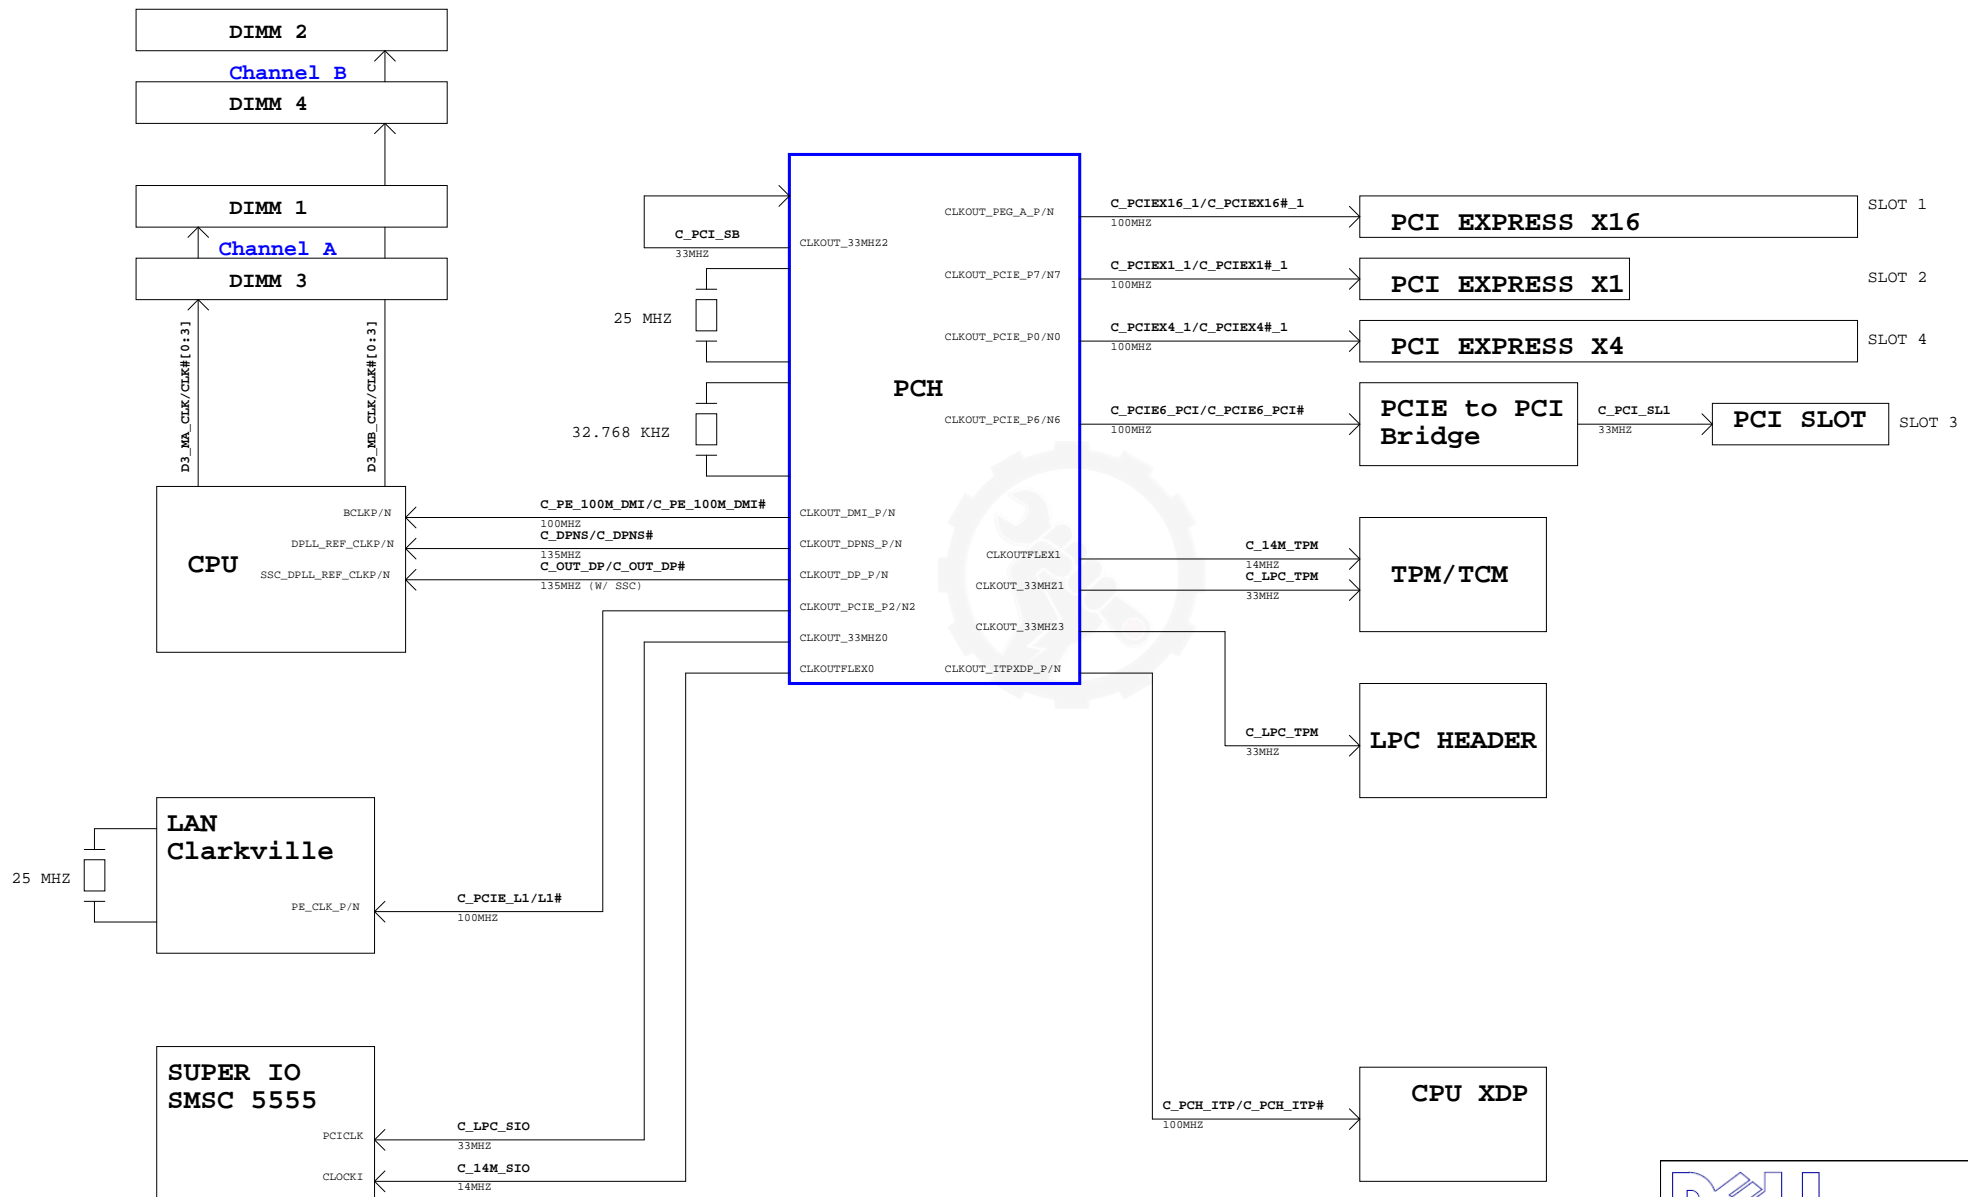 DIMM 2
Channel B
DIMM 4
DIMM 1
Channel A
DIMM 3
D3_MA_CLK/CLK#[0:3]
D3_MB_CLK/CLK#[0:3]
CPU
BCLKP/N
DPLL_REF_CLKP/N
SSC_DPLL_REF_CLKP/N
C_PE_100M_DMI/C_PE_100M_DMI#
100MHZ
C_DPNS/C_DPNS#
135MHZ
C_OUT_DP/C_OUT_DP#
135MHZ (W/ SSC)
C_PCI_SB
33MHZ
25 MHZ
32.768 KHZ
PCH
CLKOUT_33MHZ2
CLKOUT_DMI_P/N
CLKOUT_DPNS_P/N
CLKOUT_DP_P/N
CLKOUT_PCIE_P2/N2
CLKOUT_33MHZ0
CLKOUTFLEX0
CLKOUT_PEG_A_P/N
CLKOUT_PCIE_P7/N7
CLKOUT_PCIE_P0/N0
CLKOUT_PCIE_P6/N6
CLKOUTFLEX1
CLKOUT_33MHZ1
CLKOUT_33MHZ3
CLKOUT_ITPXDP_P/N
C_PCIEX16_1/C_PCIEX16#_1
100MHZ
PCI EXPRESS X16
SLOT 1
C_PCIEX1_1/C_PCIEX1#_1
100MHZ
PCI EXPRESS X1
SLOT 2
C_PCIEX4_1/C_PCIEX4#_1
100MHZ
PCI EXPRESS X4
SLOT 4
C_PCIE6_PCI/C_PCIE6_PCI#
100MHZ
PCIE to PCI
Bridge
C_PCI_SL1
33MHZ
PCI SLOT
SLOT 3
C_14M_TPM
14MHZ
C_LPC_TPM
33MHZ
TPM/TCM
C_LPC_TPM
33MHZ
LPC HEADER
C_PCH_ITP/C_PCH_ITP#
100MHZ
CPU XDP
LAN
Clarkville
25 MHZ
PE_CLK_P/N
C_PCIE_L1/L1#
100MHZ
SUPER IO
SMSC 5555
PCICLK
C_LPC_SIO
33MHZ
CLOCKI
C_14M_SIO
14MHZ
DELL